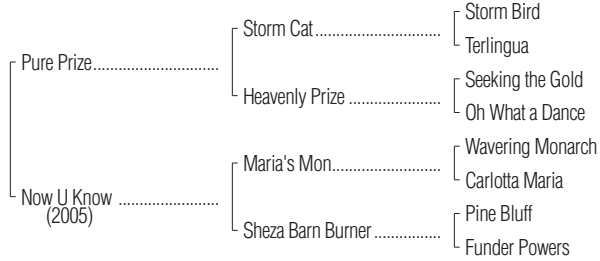 Storm Bird
Storm Cat
Terlingua
Pure Prize
Seeking the Gold
Heavenly Prize
Oh What a Dance
Wavering Monarch
Maria's Mon
Carlotta Maria
Now U Know
(2005)
Pine Bluff
Sheza Barn Burner
Funder Powers